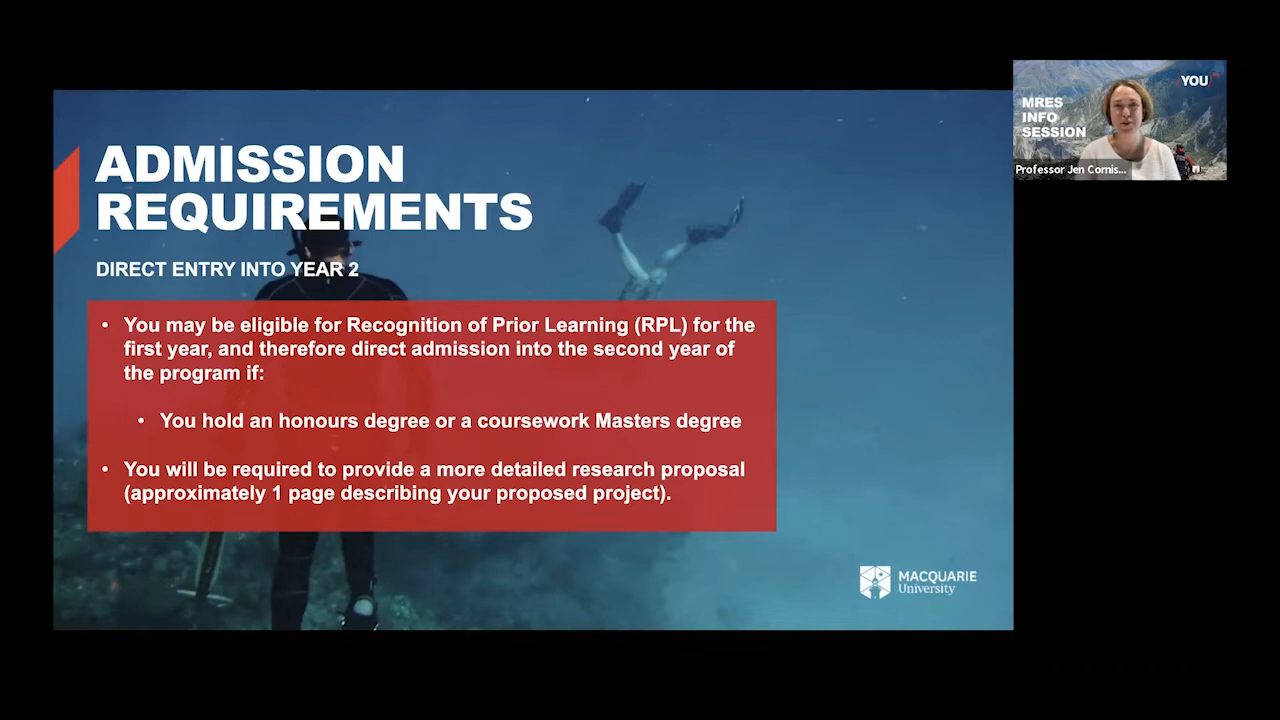 ADMISSION
REQUIREMENTS
DIRECT ENTRY INTO YEAR 2
• You may be eligible for Recognition of Prior Learning (RPL) for the
first year, and therefore direct admission into the second year of
the program if:
• You hold an honours degree or a coursework Masters degree
• You will be required to provide a more detailed research proposal
(approximately 1 page describing your proposed project).
MACQUARIE
University
YOU
MRES
INFO
SESSION
Professor Jen Cornis...